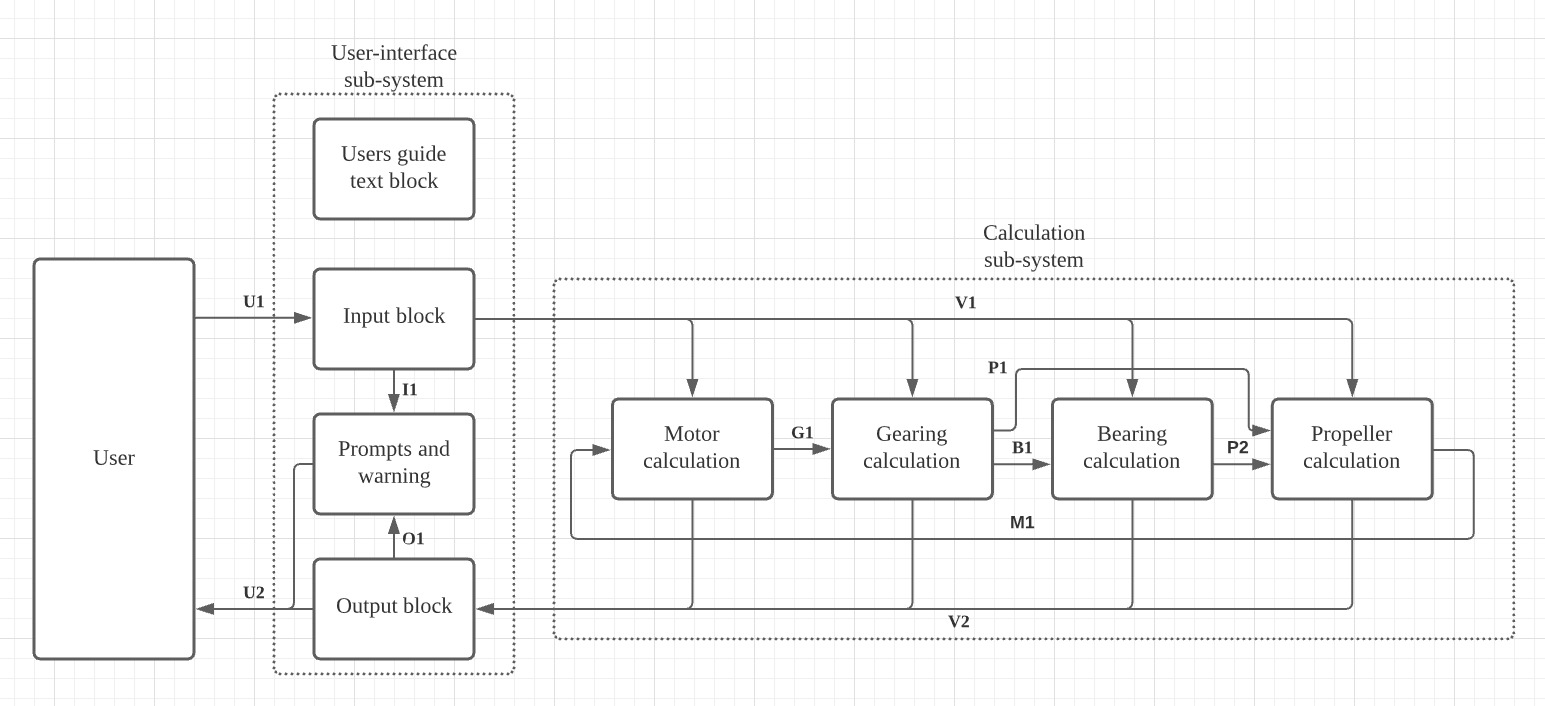 User-interface
sub-system
Users guide
text block
Calculation
sub-system
U1
Input block
V1
I1
P1
User
Prompts and
warning
Motor
calculation
G1
Gearing
calculation
B1
Bearing
calculation
P2
Propeller
calculation
O1
M1
U2
Output block
V2